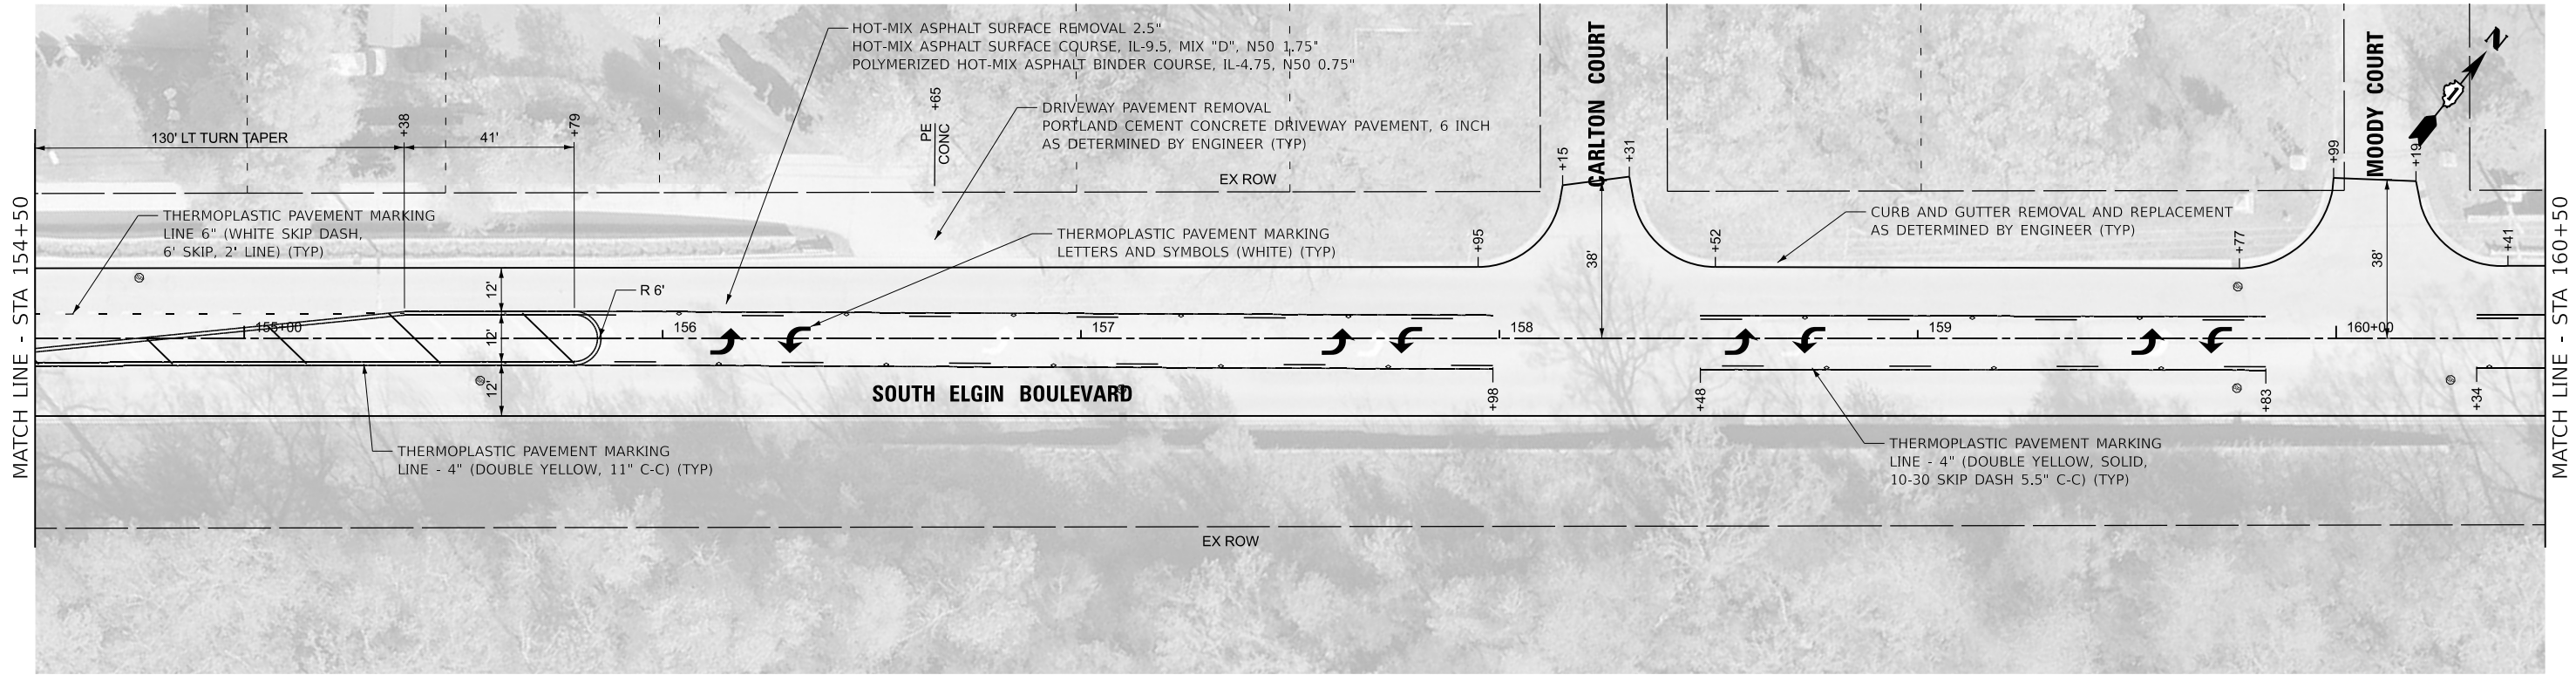 HOT-MIX ASPHALT SURFACE REMOVAL 2.5"
HOT-MIX ASPHALT SURFACE COURSE, IL-9.5, MIX "D", N50 1.75"
POLYMERIZED HOT-MIX ASPHALT BINDER COURSE, IL-4.75, N50 0.75"
CARLTON COURT
MOODY COURT
N
+65
PE
CONC
DRIVEWAY PAVEMENT REMOVAL
PORTLAND CEMENT CONCRETE DRIVEWAY PAVEMENT, 6 INCH
AS DETERMINED BY ENGINEER (TYP)
130' LT TURN TAPER
+38
41'
+79
+15
+31
+99
+19
EX ROW
MATCH LINE - STA 154+50
THERMOPLASTIC PAVEMENT MARKING
LINE 6" (WHITE SKIP DASH,
6' SKIP, 2' LINE) (TYP)
THERMOPLASTIC PAVEMENT MARKING
LETTERS AND SYMBOLS (WHITE) (TYP)
+95
38'
+52
CURB AND GUTTER REMOVAL AND REPLACEMENT
AS DETERMINED BY ENGINEER (TYP)
+77
38'
+41
MATCH LINE - STA 160+50
12'
R 6'
155+00
12'
156
157
158
159
160+00
12'
SOUTH ELGIN BOULEVARD
+98
+48
+83
+34
THERMOPLASTIC PAVEMENT MARKING
LINE - 4" (DOUBLE YELLOW, 11" C-C) (TYP)
THERMOPLASTIC PAVEMENT MARKING
LINE - 4" (DOUBLE YELLOW, SOLID,
10-30 SKIP DASH 5.5" C-C) (TYP)
EX ROW